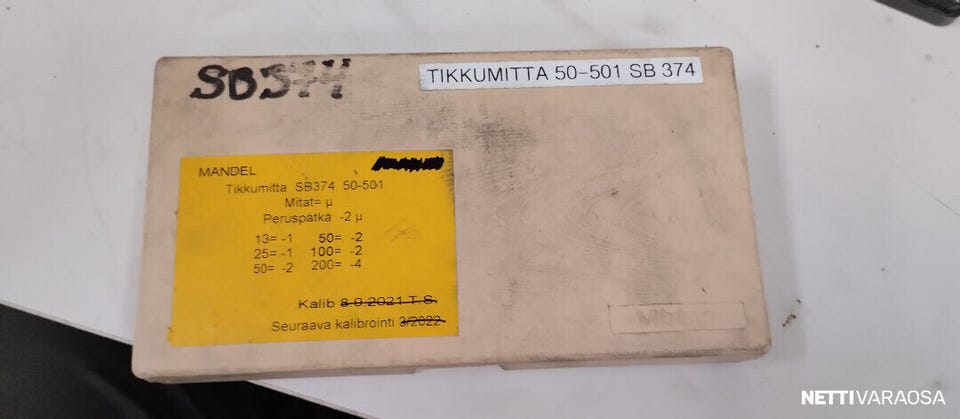 SB374
TIKKUMITTA 50-501 SB 374
MANDEL
Tikkumitta SB374 50-501
Mitat= µ
Peruspätkä -2 µ
13= -1 50= -2
25= -1 100= -2
50= -2 200= -4
Kalib 8.9.2021 T.S.
Seuraava kalibrointi 3/2022
NETTIVARAOSA